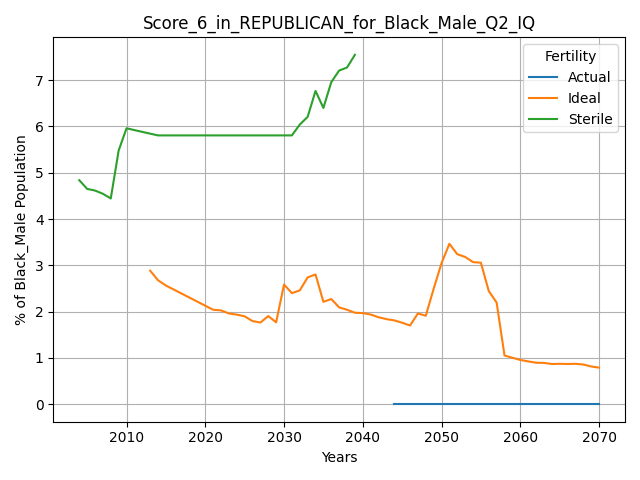 Score_6_in_REPUBLICAN_for_Black_Male_Q2_IQ
Fertility
Actual
Ideal
Sterile
% of Black_Male Population
7
6
5
4
3
2
1
0
2010 2020 2030 2040 2050 2060 2070
Years